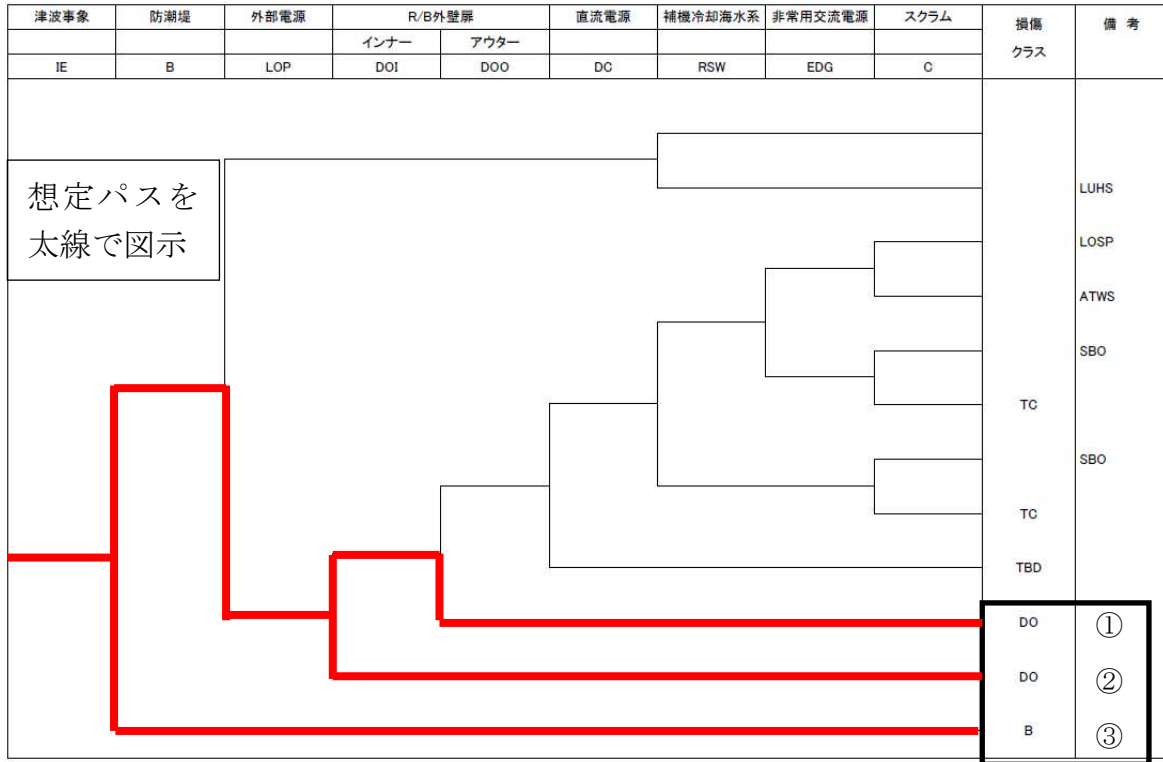 津波事象 防潮堤 外部電源 R/B外壁扉 直流電源 補機冷却海水系 非常用交流電源 スクラム 損傷クラス 備 考
インナー アウター
IE B LOP DOI DOO DC RSW EDG C
想定パスを
太線で図示
LUHS
LOSP
ATWS
SBO
TC
SBO
TC
TBD
DO ①
DO ②
B ③